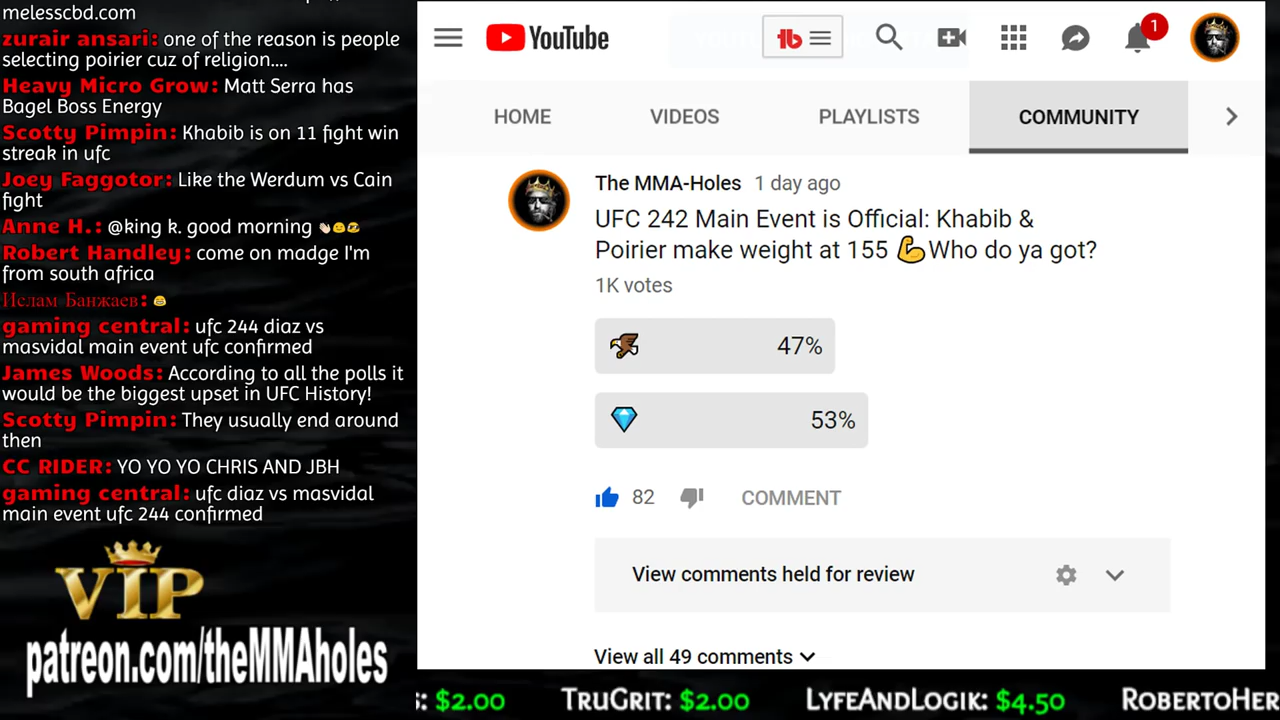 melesscbd.com
zurair ansari: one of the reason is people
selecting poirier cuz of religion....
Heavy Micro Grow: Matt Serra has
Bagel Boss Energy
Scotty Pimpin: Khabib is on 11 fight win
streak in ufc
Joey Faggotor: Like the Werdum vs Cain
fight
Anne H.: @king k. good morning 👏🏻😊🤗
Robert Handley: come on madge I'm
from south africa
Ислам Банжаев: 😂
gaming central: ufc 244 diaz vs
masvidal main event ufc confirmed
James Woods: According to all the polls it
would be the biggest upset in UFC History!
Scotty Pimpin: They usually end around
then
CC RIDER: YO YO YO CHRIS AND JBH
gaming central: ufc diaz vs masvidal
main event ufc 244 confirmed
VIP
patreon.com/theMMAholes
YouTube
tb
1
HOME VIDEOS PLAYLISTS COMMUNITY
The MMA-Holes 1 day ago
UFC 242 Main Event is Official: Khabib &
Poirier make weight at 155 💪Who do ya got?
1K votes
47%
53%
82 COMMENT
View comments held for review
View all 49 comments
s: $2.00 TruGrit: $2.00 LyfeAndLogik: $4.50 RobertoHer